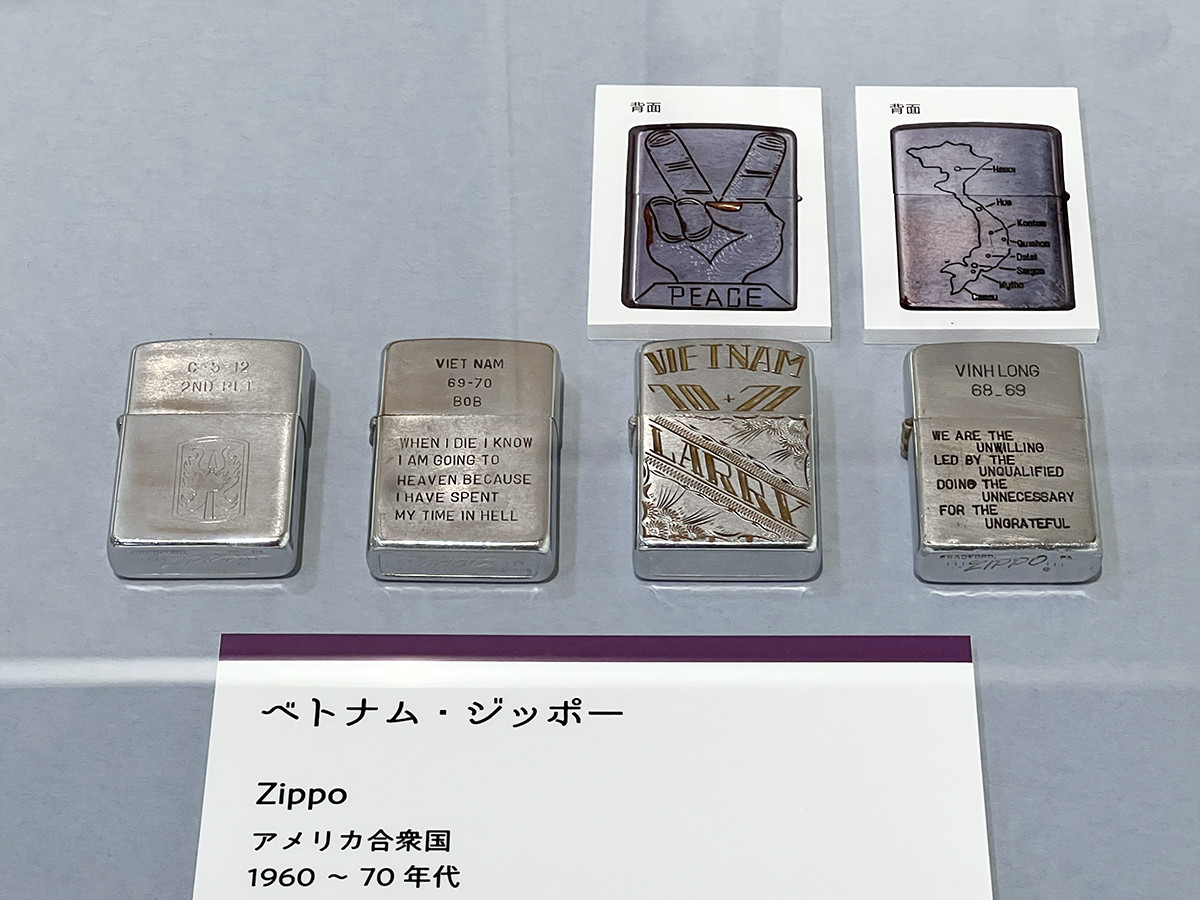 背面
PEACE
背面
Hanoi
Hue
Kontum
Quinhon
Dalat
Saigon
Mytho
Camau
C-5-12
2ND PLT
VIET NAM
69-70
BOB
WHEN I DIE I KNOW
I AM GOING TO
HEAVEN. BECAUSE
I HAVE SPENT
MY TIME IN HELL
VIETNAM
70 + 71
LARRY
VINH LONG
68_69
WE ARE THE
UNWILLING
LED BY THE
UNQUALIFIED
DOING THE
UNNECESSARY
FOR THE
UNGRATEFUL
BRADFORD. PA.
ZIPPO
ベトナム・ジッポー
Zippo
アメリカ合衆国
1960 ~ 70 年代